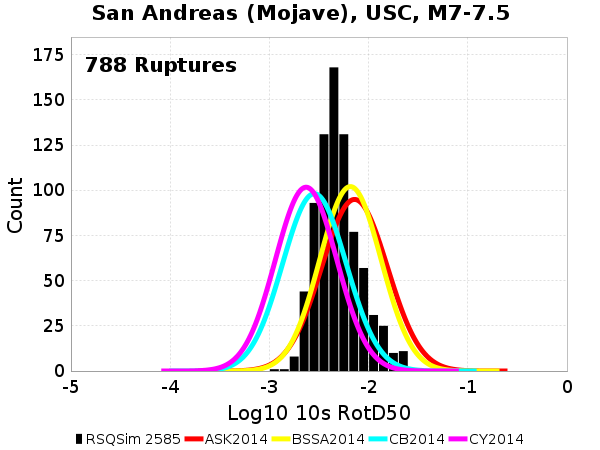 San Andreas (Mojave), USC, M7-7.5
788 Ruptures
Count
175
150
125
100
75
50
25
0
-5 -4 -3 -2 -1 0
Log10 10s RotD50
RSQSim 2585 ASK2014 BSSA2014 CB2014 CY2014